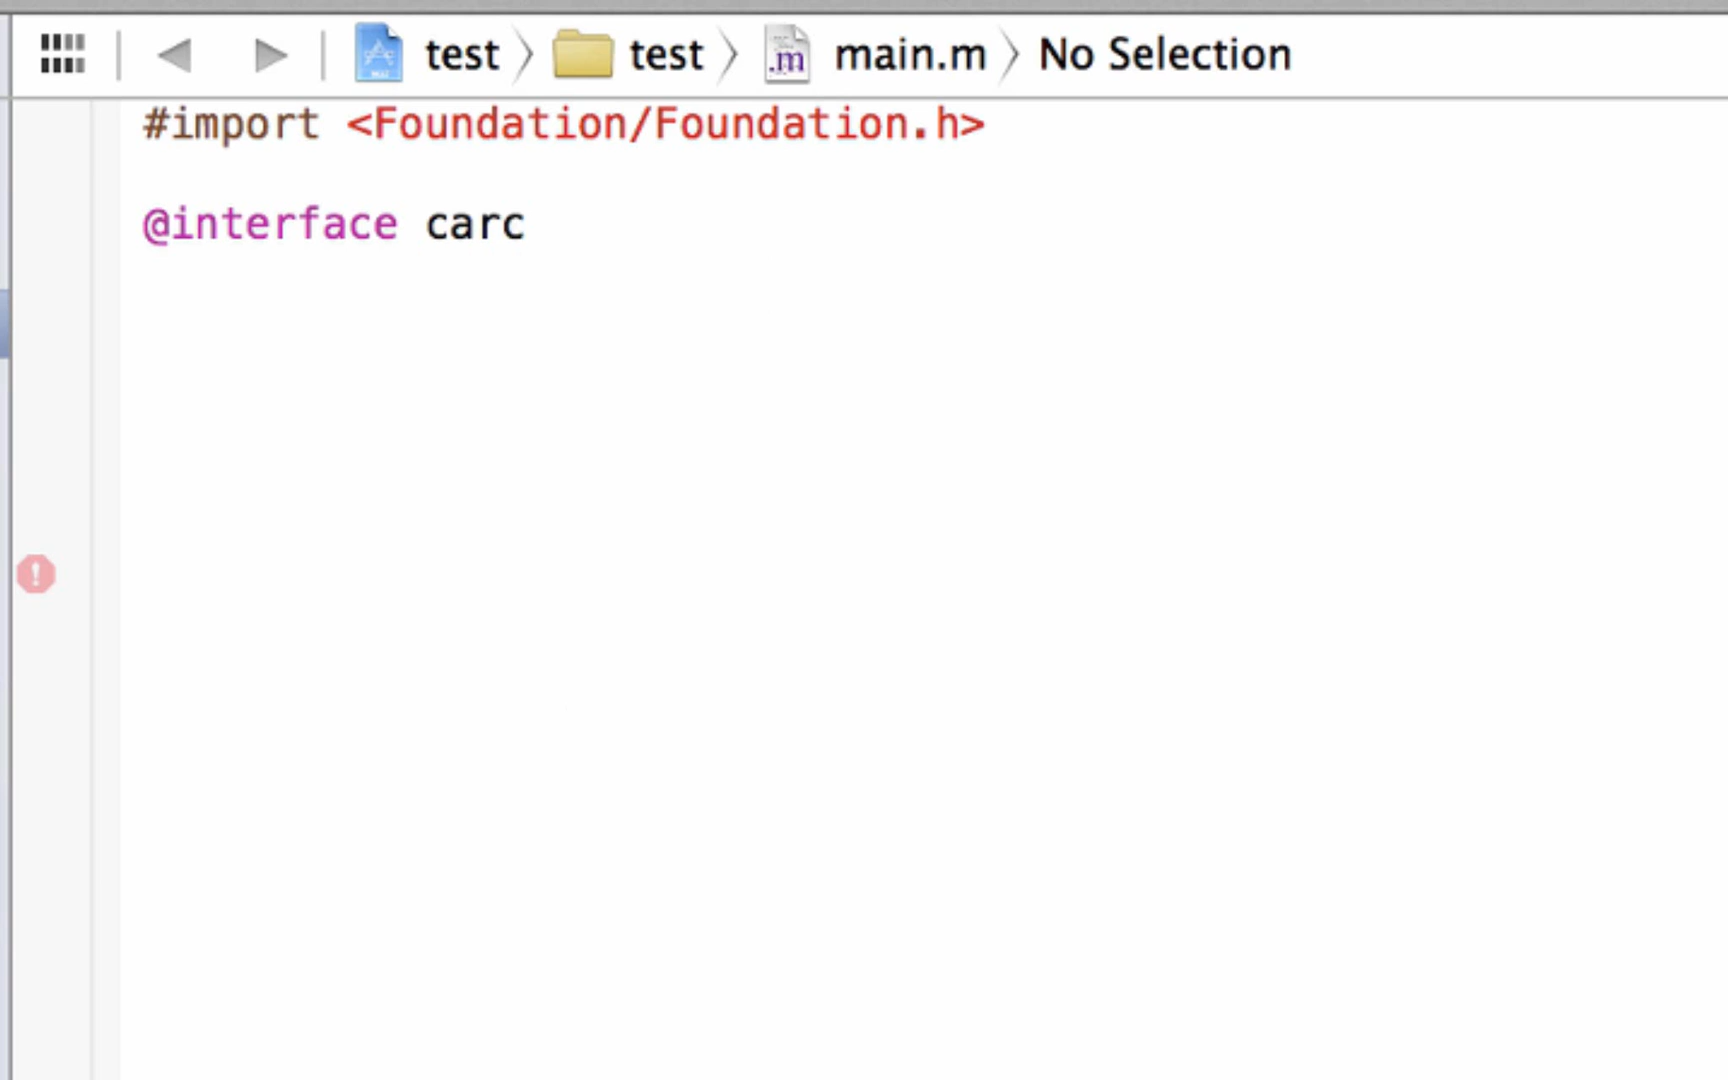 test test main.m No Selection
#import <Foundation/Foundation.h>
@interface carc